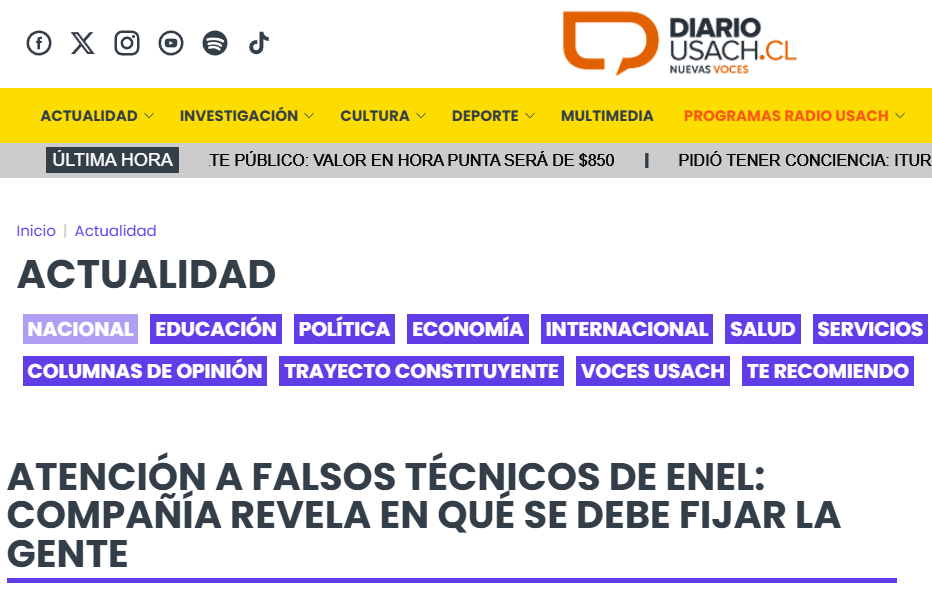 DIARIO
USACH.CL
NUEVAS VOCES
ACTUALIDAD INVESTIGACIÓN CULTURA DEPORTE MULTIMEDIA PROGRAMAS RADIO USACH
ÚLTIMA HORA .TE PÚBLICO: VALOR EN HORA PUNTA SERÁ DE $850 | PIDIÓ TENER CONCIENCIA: ITUR
Inicio | Actualidad
ACTUALIDAD
NACIONAL EDUCACIÓN POLÍTICA ECONOMÍA INTERNACIONAL SALUD SERVICIOS
COLUMNAS DE OPINIÓN TRAYECTO CONSTITUYENTE VOCES USACH TE RECOMIENDO
ATENCIÓN A FALSOS TÉCNICOS DE ENEL:
COMPAÑÍA REVELA EN QUÉ SE DEBE FIJAR LA
GENTE